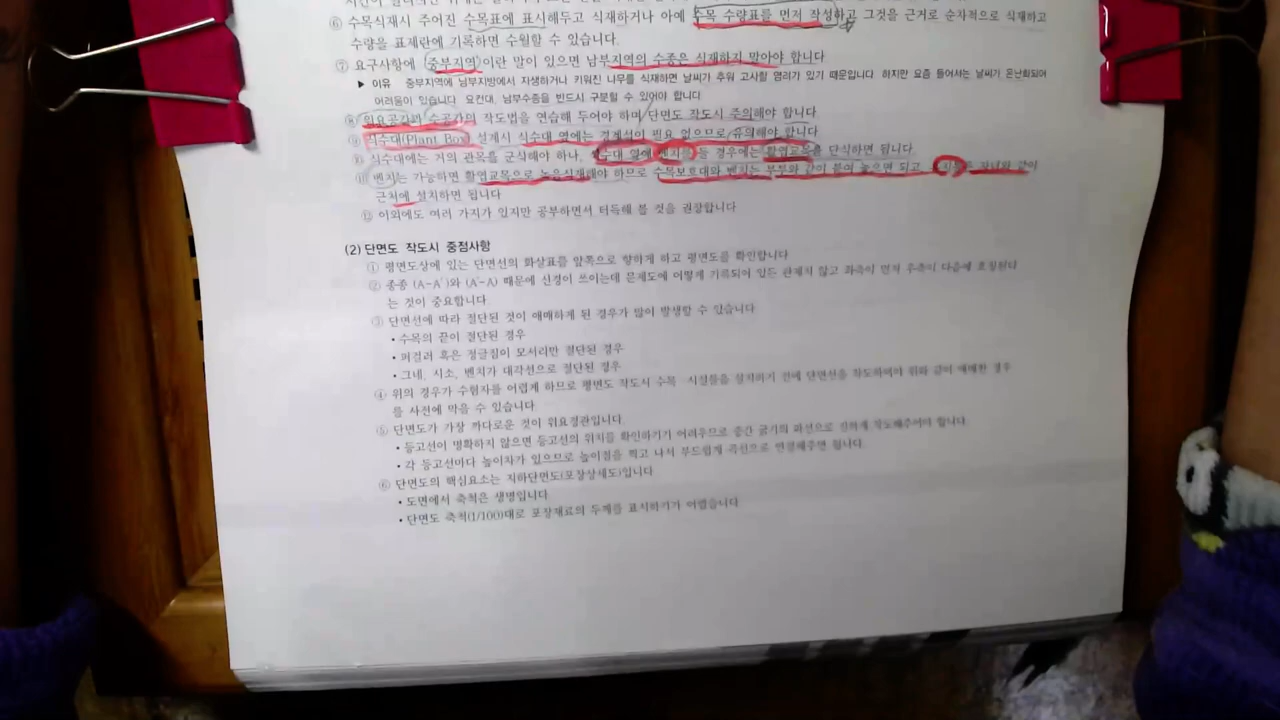 ⑥ 수목식재시 주어진 수목표에 표시해두고 식재하거나 아예 수목 수량표를 먼저 작성하고 그것을 근거로 순차적으로 식재하고
수량을 표제란에 기록하면 수월할 수 있습니다.
⑦ 요구사항에 (중부지역)이란 말이 있으면 남부지역의 수종은 식재하지 말아야 합니다
▶ 이유 중부지역에 남부지방에서 자생하거나 키워진 나무를 식재하면 날씨가 추워 고사할 염려가 있기 때문입니다. 하지만 요즘 들어서는 날씨가 온난화되어
어려움이 있습니다. 요컨대, 남부수종을 반드시 구분할 수 있어야 합니다
⑧ 위요공간과 수공간의 작도법을 연습해 두어야 하며 단면도 작도시 주의해야 합니다
⑨ 식수대(Plant Box) 설계시 식수대 옆에는 경계석이 필요 없으므로 유의해야 합니다
⑩ 식수대에는 거의 관목을 군식해야 하나, 식수대 옆에 벤치 등 경우에는 활엽교목을 단식하면 됩니다.
⑪ 벤치는 가능하면 활엽교목으로 녹음식재해야 하므로 수목보호대와 벤치는 부부와 같이 붙여 놓으면 되고 자녀와 같이
근처에 설치하면 됩니다
⑫ 이외에도 여러 가지가 있지만 공부하면서 터득해 볼 것을 권장합니다
(2) 단면도 작도시 중점사항
① 평면도상에 있는 단면선의 화살표를 앞쪽으로 향하게 하고 평면도를 확인합니다
② 종종 (A-A')와 (A'-A) 때문에 신경이 쓰이는데 문제도에 어떻게 기록되어 있든 관계치 않고 좌측이 먼저 우측이 다음에 호칭된다
는 것이 중요합니다
③ 단면선에 따라 절단된 것이 애매하게 된 경우가 많이 발생할 수 있습니다
• 수목의 끝이 절단된 경우
• 퍼걸러 혹은 정글짐이 모서리만 절단된 경우
• 그네, 시소, 벤치가 대각선으로 절단된 경우
④ 위의 경우가 수험자를 어렵게 하므로 평면도 작도시 수목 시설물을 설치하기 전에 단면선을 작도하여야 위와 같이 애매한 경우
를 사전에 막을 수 있습니다
⑤ 단면도가 가장 까다로운 것이 위요경관입니다.
• 등고선이 명확하지 않으면 등고선의 위치를 확인하기가 어려우므로 중간 굵기의 파선으로 진하게 작도해주어야 합니다.
• 각 등고선마다 높이차가 있으므로 높이점을 찍고 나서 부드럽게 곡선으로 연결해주면 됩니다.
⑥ 단면도의 핵심요소는 지하단면도(포장상세도)입니다
• 도면에서 축척은 생명입니다
• 단면도 축척(1/100)대로 포장재료의 두께를 표시하기가 어렵습니다